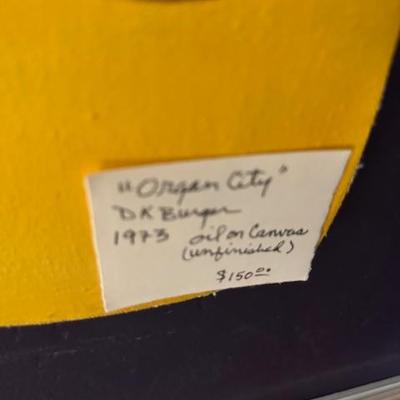 "Organ City"
DK Burger
1973 oil on Canvas
(unfinished)
$150.00